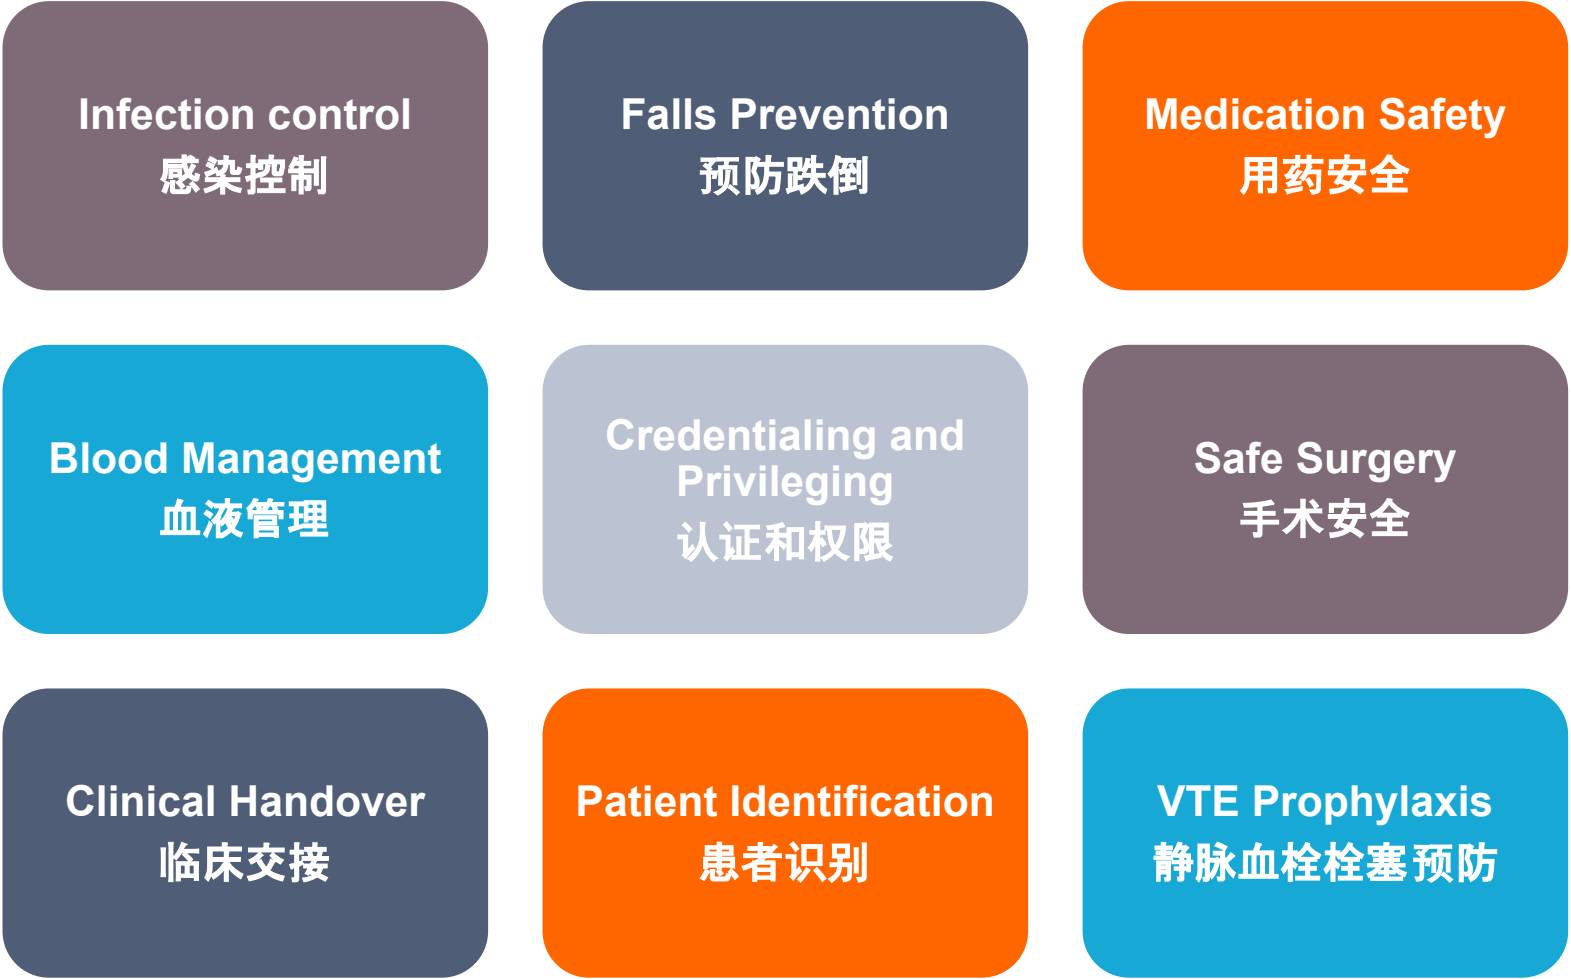 Infection control
感染控制
Falls Prevention
预防跌倒
Medication Safety
用药安全
Blood Management
血液管理
Credentialing and
Privileging
认证和权限
Safe Surgery
手术安全
Clinical Handover
临床交接
Patient Identification
患者识别
VTE Prophylaxis
静脉血栓栓塞预防